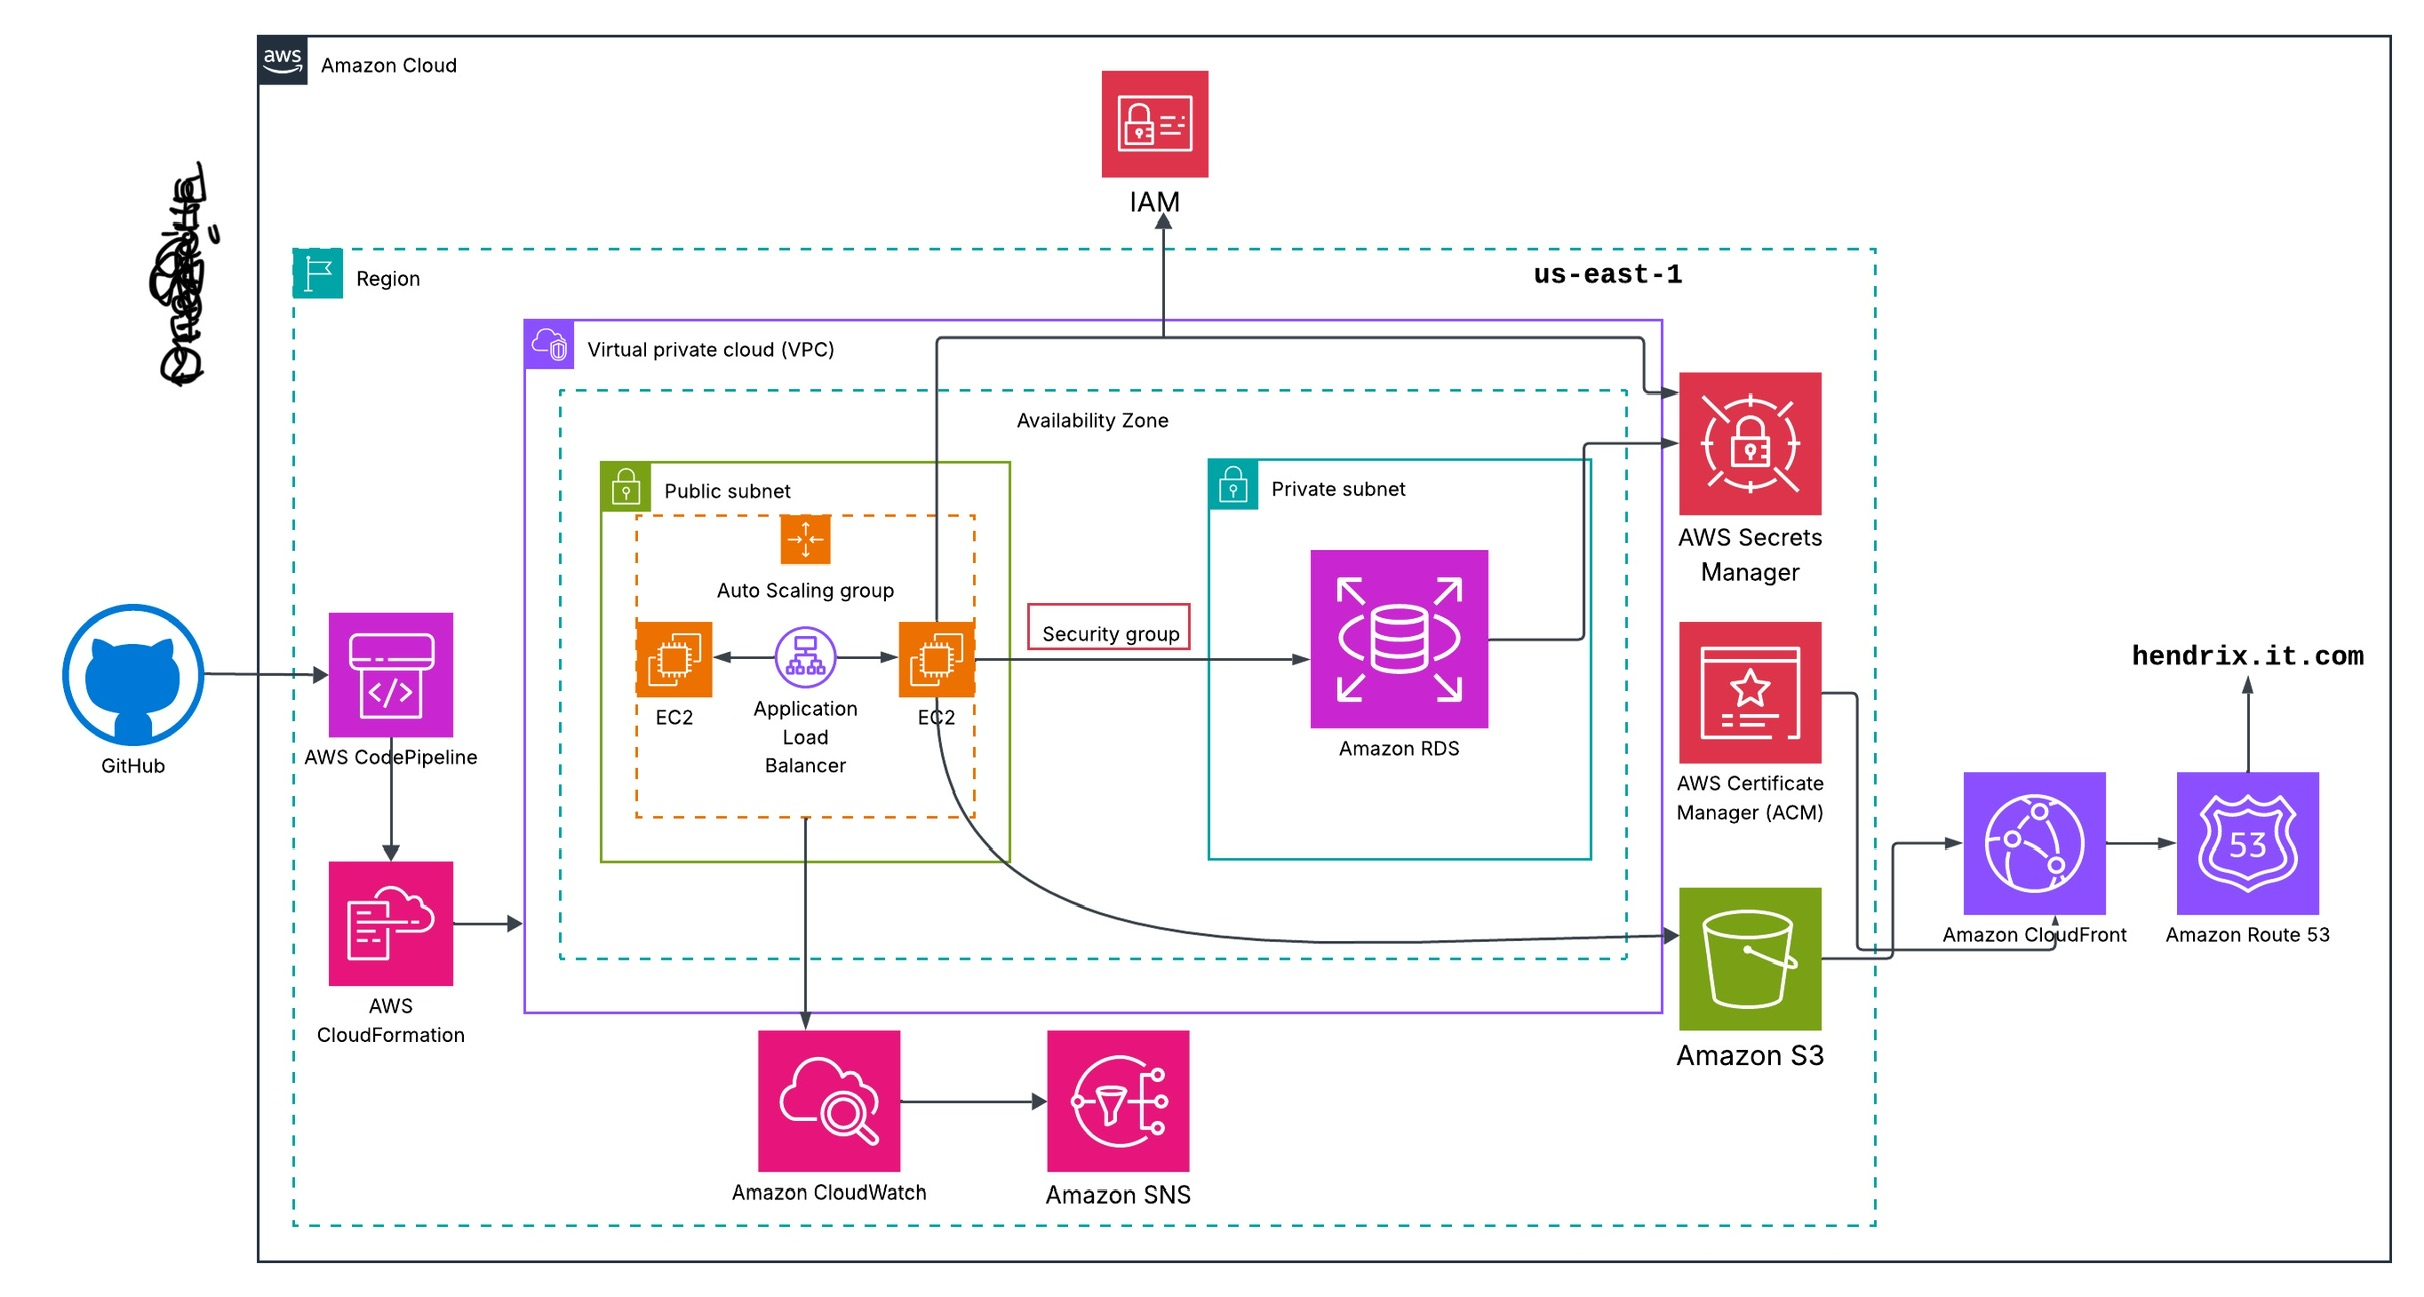 aws
Amazon Cloud
IAM
Region
us-east-1
Virtual private cloud (VPC)
Availability Zone
Public subnet
Private subnet
Auto Scaling group
Security group
EC2
Application
Load
Balancer
EC2
Amazon RDS
AWS Secrets
Manager
AWS Certificate
Manager (ACM)
hendrix.it.com
GitHub
</>
AWS CodePipeline
AWS
CloudFormation
Amazon S3
Amazon CloudFront
53
Amazon Route 53
Amazon CloudWatch
Amazon SNS